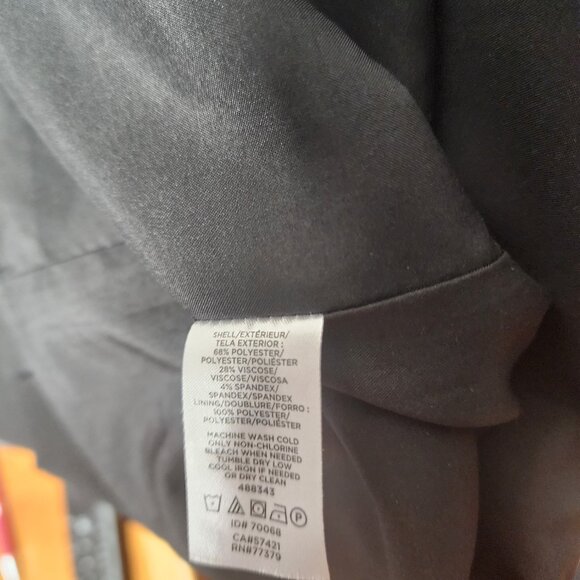 SHELL/EXTÉRIEUR/
TELA EXTERIOR :
68% POLYESTER/
POLYESTER/POLIÉSTER
28% VISCOSE/
VISCOSE/VISCOSA
4% SPANDEX/
SPANDEX/SPANDEX
LINING/DOUBLURE/FORRO :
100% POLYESTER/
POLYESTER/POLIÉSTER
MACHINE WASH COLD
ONLY NON-CHLORINE
BLEACH WHEN NEEDED
TUMBLE DRY LOW
COOL IRON IF NEEDED
OR DRY CLEAN
488343
P
ID# 70068
CA#57421
RN#77379